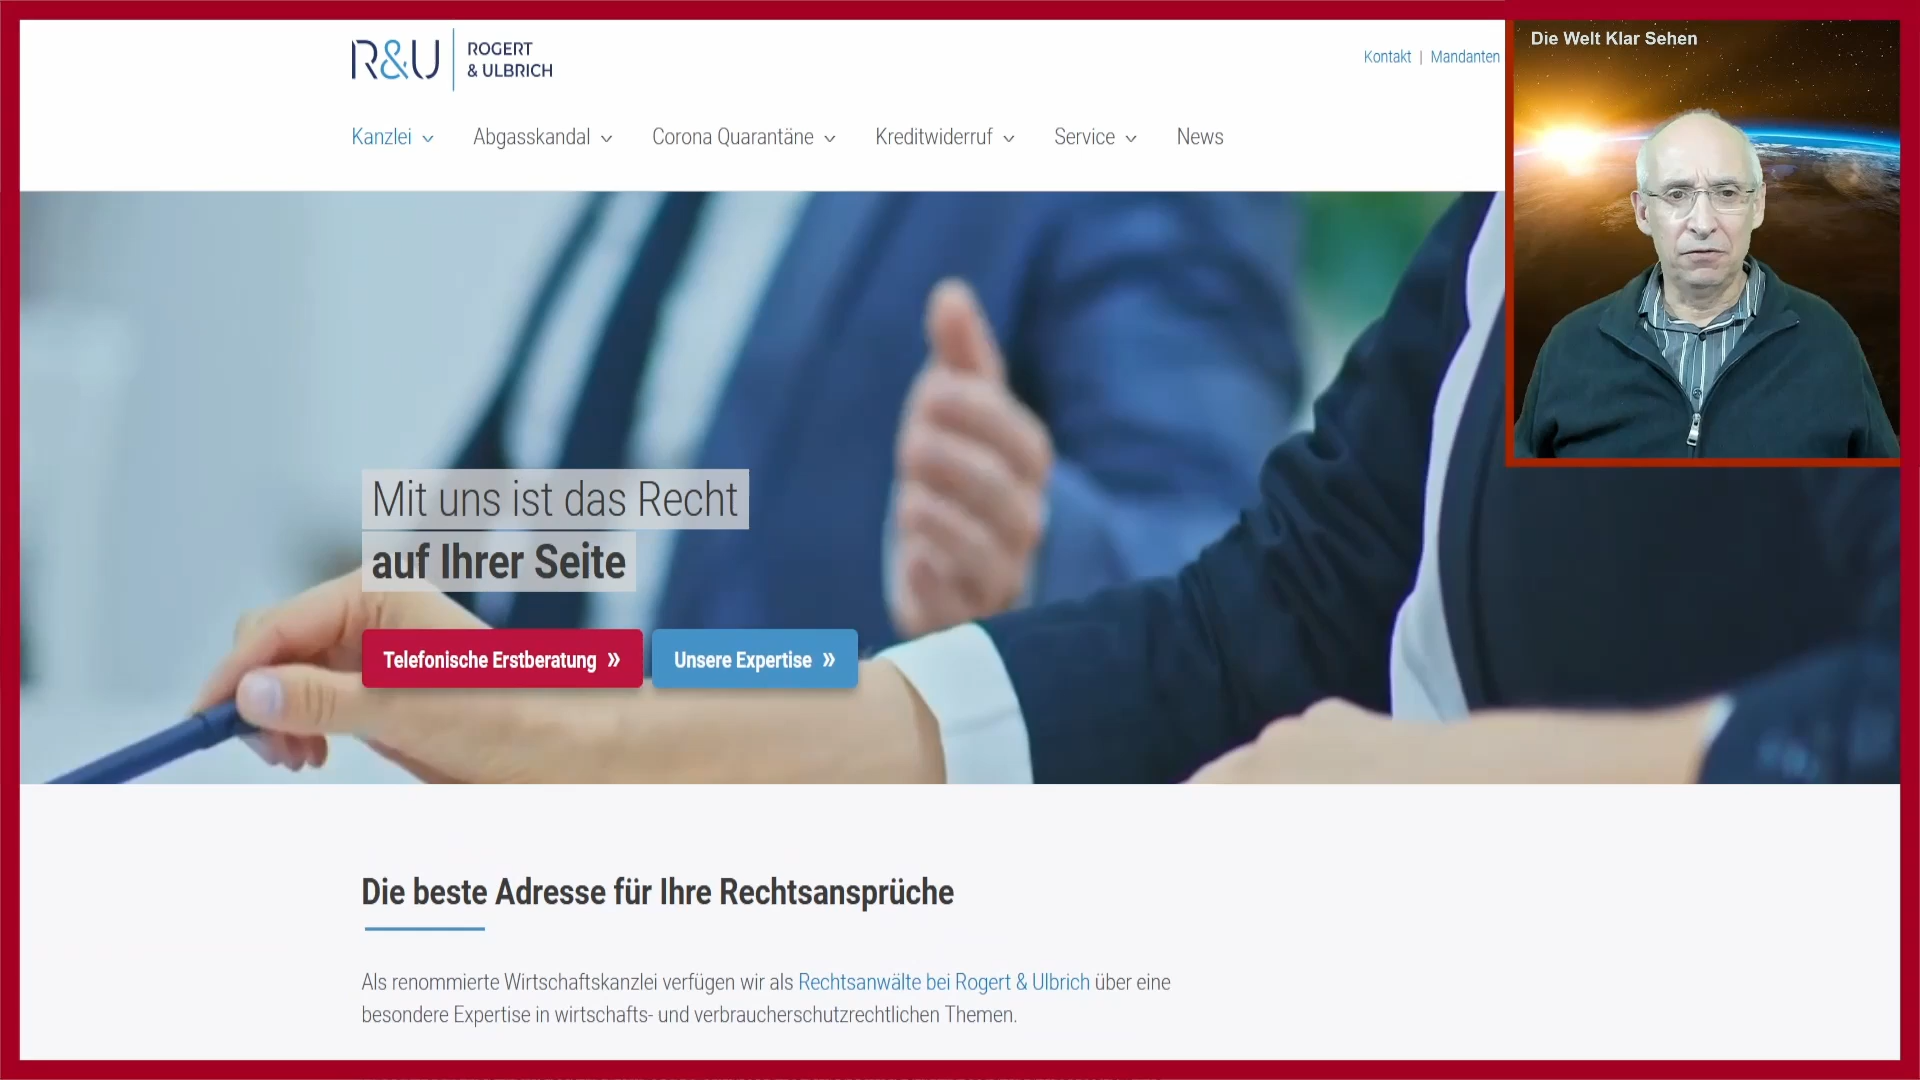 R&U
ROGERT
& ULBRICH
Kontakt | Mandanten
Die Welt Klar Sehen
Kanzlei Abgasskandal Corona Quarantäne Kreditwiderruf Service News
Mit uns ist das Recht
auf Ihrer Seite
Telefonische Erstberatung » Unsere Expertise »
Die beste Adresse für Ihre Rechtsansprüche
Als renommierte Wirtschaftskanzlei verfügen wir als Rechtsanwälte bei Rogert & Ulbrich über eine
besondere Expertise in wirtschafts- und verbraucherschutzrechtlichen Themen.